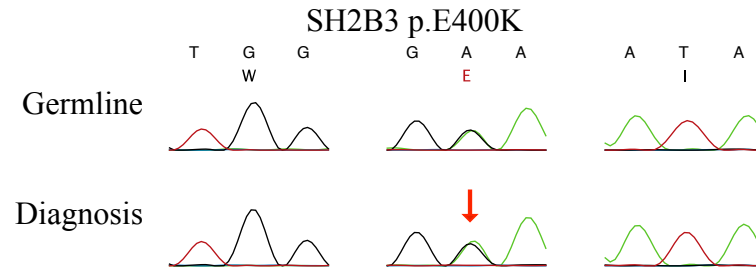 SH2B3 p.E400K
T G G G A A A T A
W E I
Germline
Diagnosis